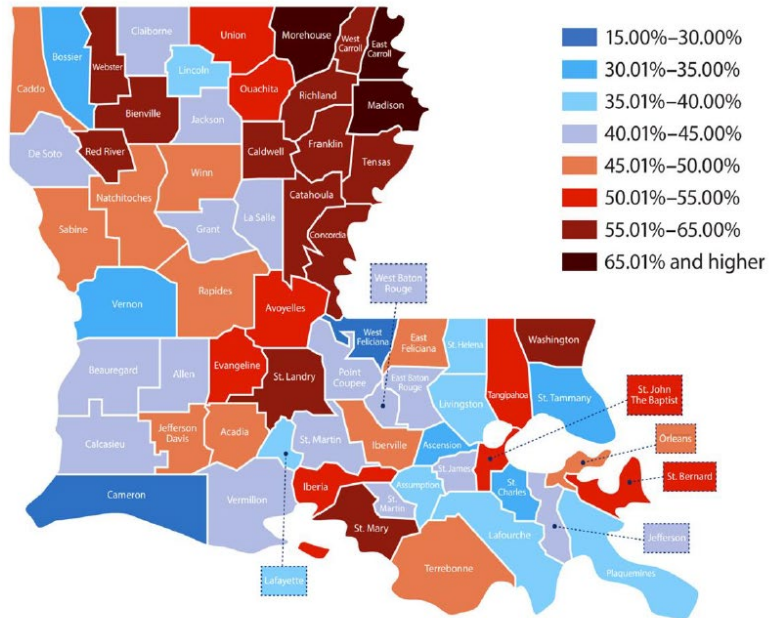 15.00%–30.00%
30.01%–35.00%
35.01%–40.00%
40.01%–45.00%
45.01%–50.00%
50.01%–55.00%
55.01%–65.00%
65.01% and higher
Caddo
Bossier
Webster
Claiborne
Lincoln
Union
Morehouse
West
Carroll
East
Carroll
Ouachita
Richland
Madison
Bienville
Jackson
De Soto
Red River
Caldwell
Franklin
Tensas
Natchitoches
Winn
Catahoula
Sabine
Grant
La Salle
Concordia
Vernon
Rapides
Avoyelles
West Baton
Rouge
Beauregard
Allen
Evangeline
St. Landry
Point
Coupee
West
Feliciana
East
Feliciana
St. Helena
Washington
East Baton
Rouge
Livingston
Tangipahoa
St. Tammany
St. John
The Baptist
Calcasieu
Jefferson
Davis
Acadia
St. Martin
Iberville
Ascension
St. James
Orleans
Cameron
Vermilion
Iberia
St.
Martin
Assumption
St.
Charles
St. Bernard
St. Mary
Lafourche
Jefferson
Lafayette
Terrebonne
Plaquemines